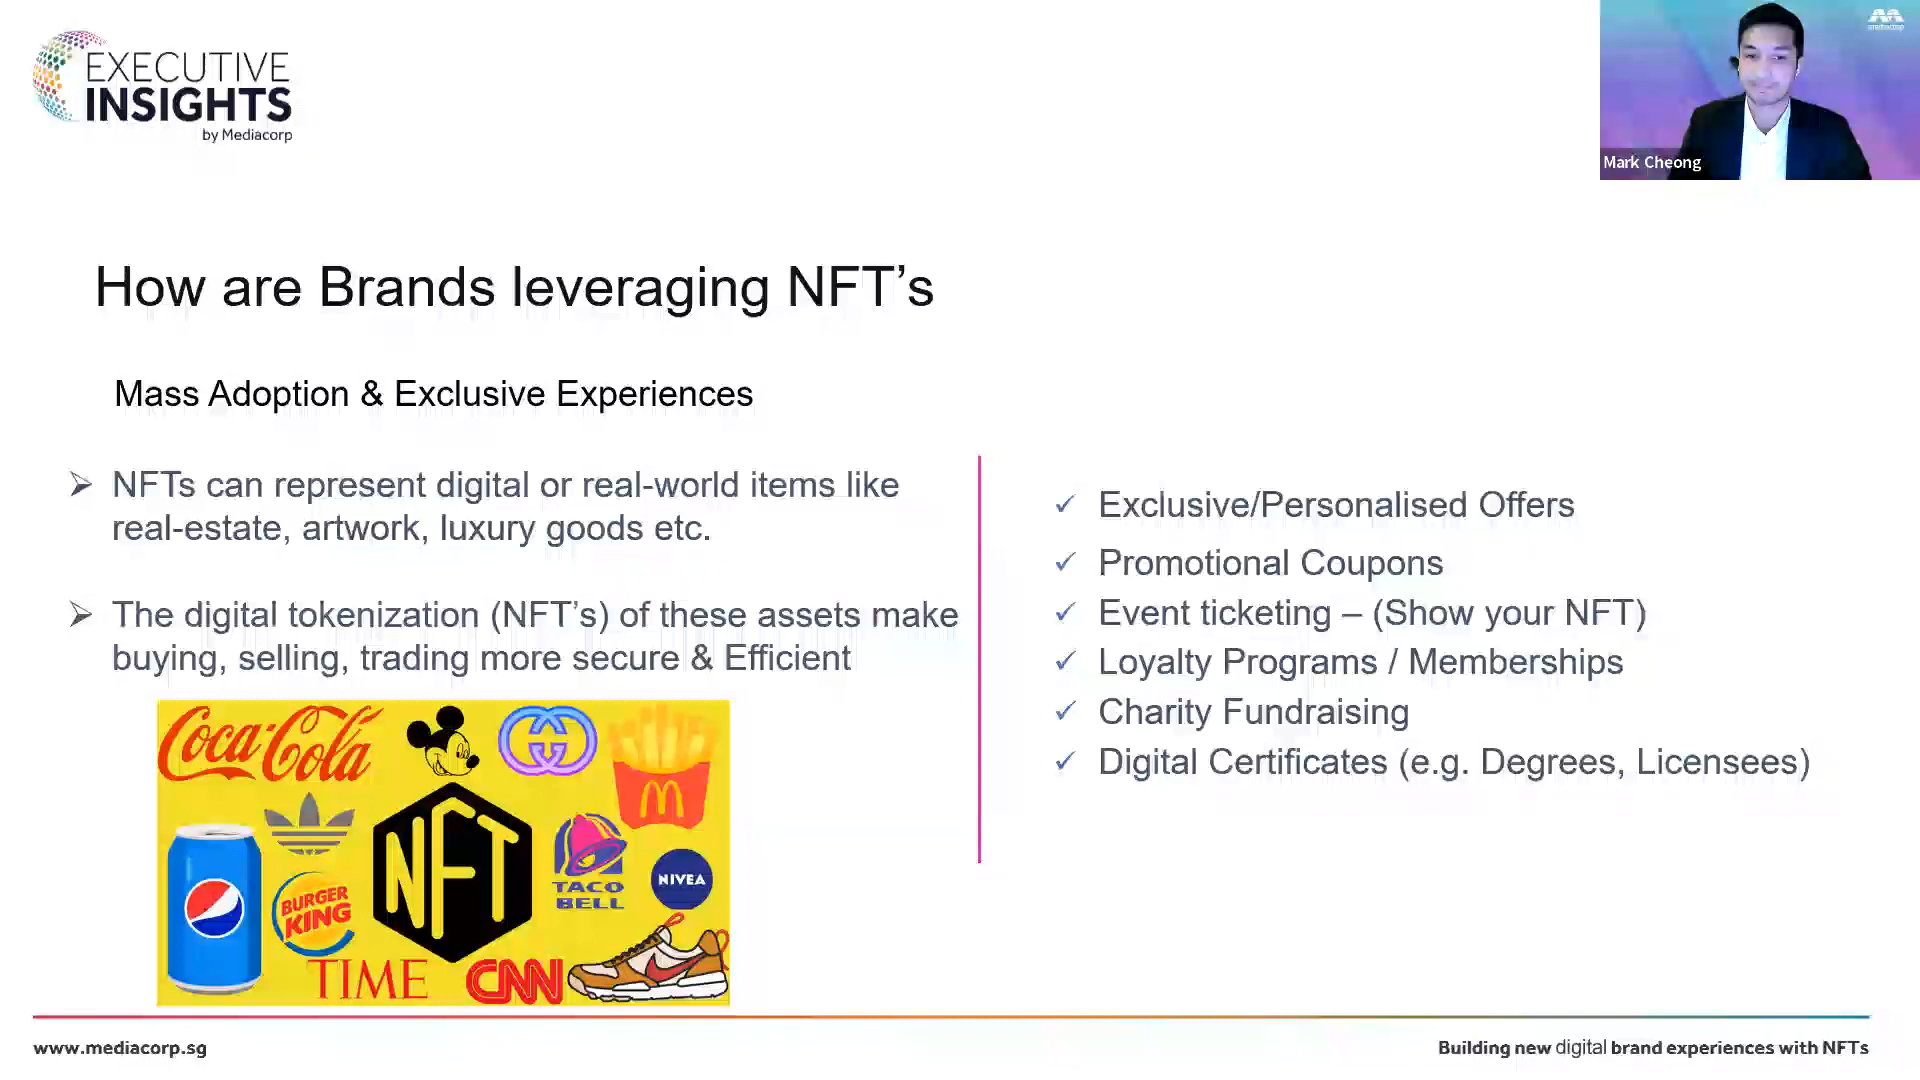 EXECUTIVE
INSIGHTS
by Mediacorp
mediacorp
Mark Cheong
How are Brands leveraging NFT’s
Mass Adoption & Exclusive Experiences
NFTs can represent digital or real-world items like
real-estate, artwork, luxury goods etc.
The digital tokenization (NFT’s) of these assets make
buying, selling, trading more secure & Efficient
Exclusive/Personalised Offers
Promotional Coupons
Event ticketing – (Show your NFT)
Loyalty Programs / Memberships
Charity Fundraising
Digital Certificates (e.g. Degrees, Licensees)
Coca-Cola
NFT
BURGER
KING
TACO
BELL
NIVEA
TIME
CNN
www.mediacorp.sg
Building new digital brand experiences with NFTs